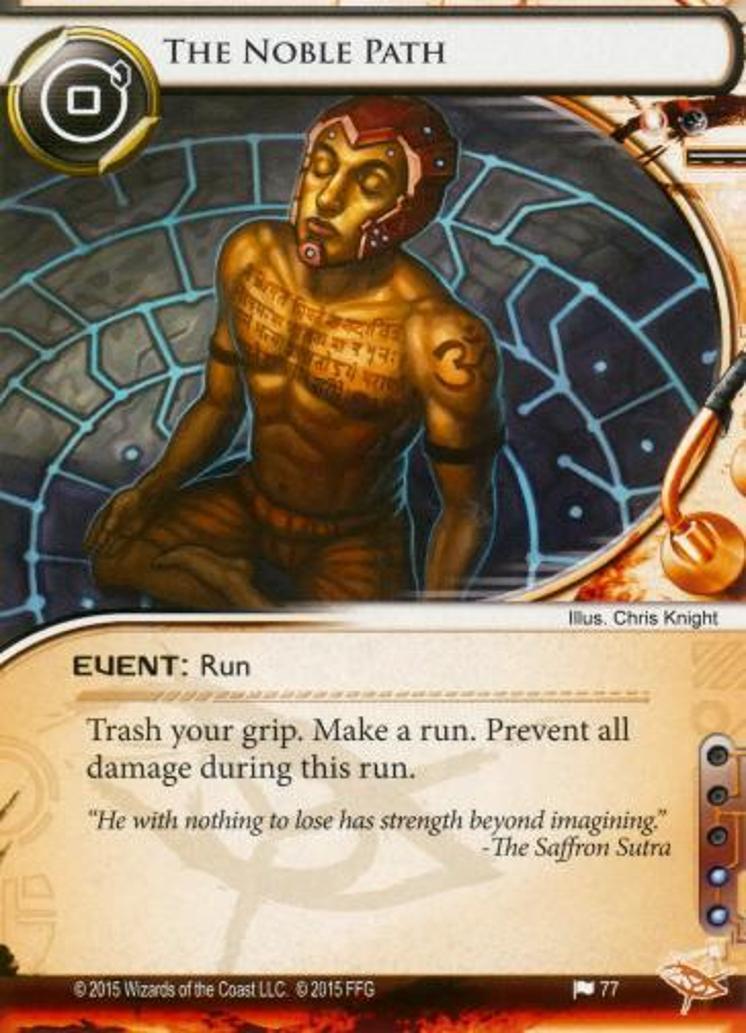 THE NOBLE PATH
Illus. Chris Knight
EVENT: Run
Trash your grip. Make a run. Prevent all
damage during this run.
“He with nothing to lose has strength beyond imagining.”
-The Saffron Sutra
© 2015 Wizards of the Coast LLC. © 2015 FFG
77